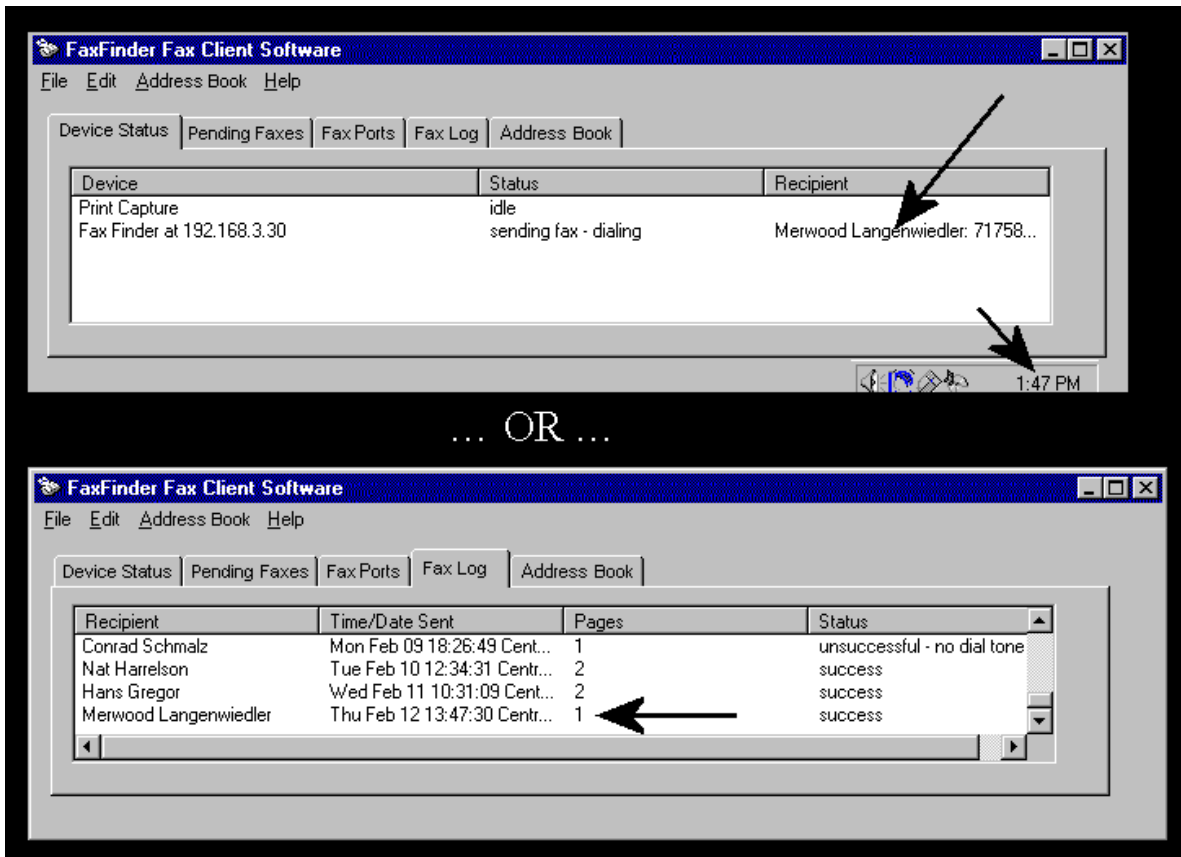 FaxFinder Fax Client Software
File Edit Address Book Help
Device Status Pending Faxes Fax Ports Fax Log Address Book
Device Status Recipient
Print Capture idle
Fax Finder at 192.168.3.30 sending fax - dialing Merwood Langenwiedler: 71758...
1:47 PM
... OR ...
FaxFinder Fax Client Software
File Edit Address Book Help
Device Status Pending Faxes Fax Ports Fax Log Address Book
Recipient Time/Date Sent Pages Status
Conrad Schmalz Mon Feb 09 18:26:49 Cent... 1 unsuccessful - no dial tone
Nat Harrelson Tue Feb 10 12:34:31 Centr... 2 success
Hans Gregor Wed Feb 11 10:31:09 Cent... 2 success
Merwood Langenwiedler Thu Feb 12 13:47:30 Centr... 1 success